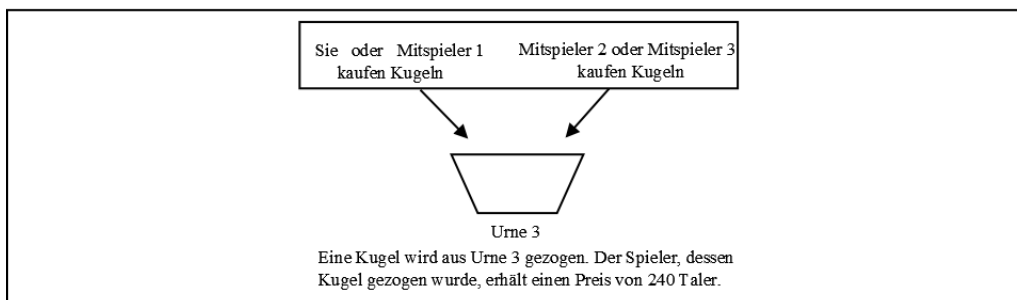 Sie oder Mitspieler 1
kaufen Kugeln
Mitspieler 2 oder Mitspieler 3
kaufen Kugeln
Urne 3
Eine Kugel wird aus Urne 3 gezogen. Der Spieler, dessen
Kugel gezogen wurde, erhält einen Preis von 240 Taler.